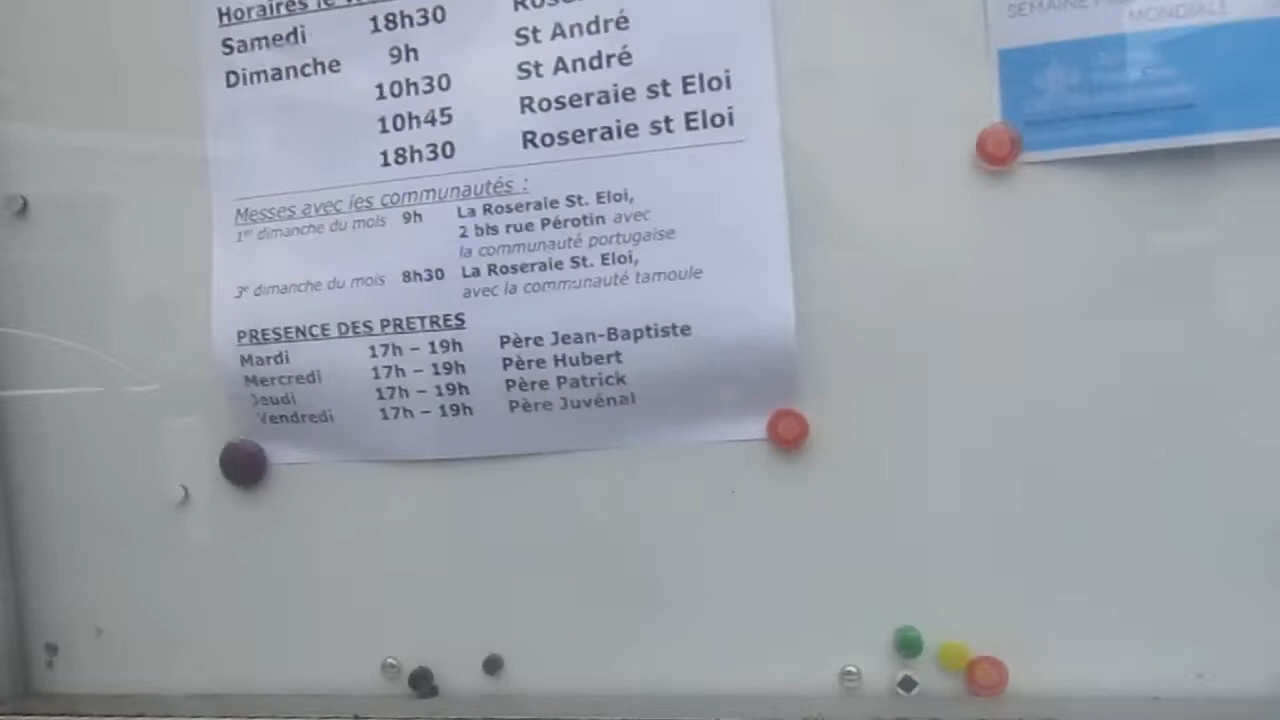 Horaires le
Samedi 18h30
Dimanche 9h St André
10h30 St André
10h45 Roseraie st Eloi
18h30 Roseraie st Eloi
Messes avec les communautés :
1er dimanche du mois 9h La Roseraie St. Eloi,
2 bis rue Pérotin avec
la communauté portugaise
3e dimanche du mois 8h30 La Roseraie St. Eloi,
avec la communauté tamoule
PRESENCE DES PRETRES
Mardi 17h – 19h Père Jean-Baptiste
Mercredi 17h – 19h Père Hubert
Jeudi 17h – 19h Père Patrick
Vendredi 17h – 19h Père Juvénal
SEMAINE
MONDIALE